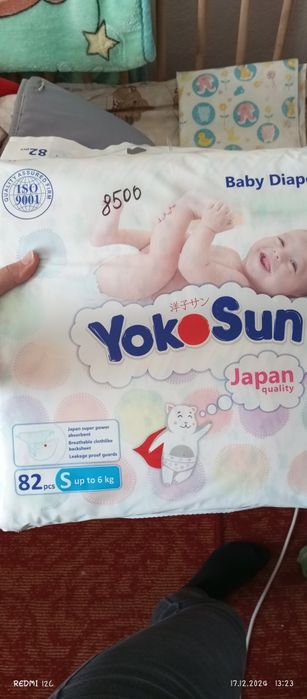 82
QUALITY ASSURED FIRM
ISO
9001
8500
Baby Diape
洋子サン
YokoSun
Japan
quality
Japan super power
absorbent
Breathable clothlike
backsheet
Leakage proof guards
82 pcs S up to 6 kg
REDMI 12C
17.12.2024 13:23